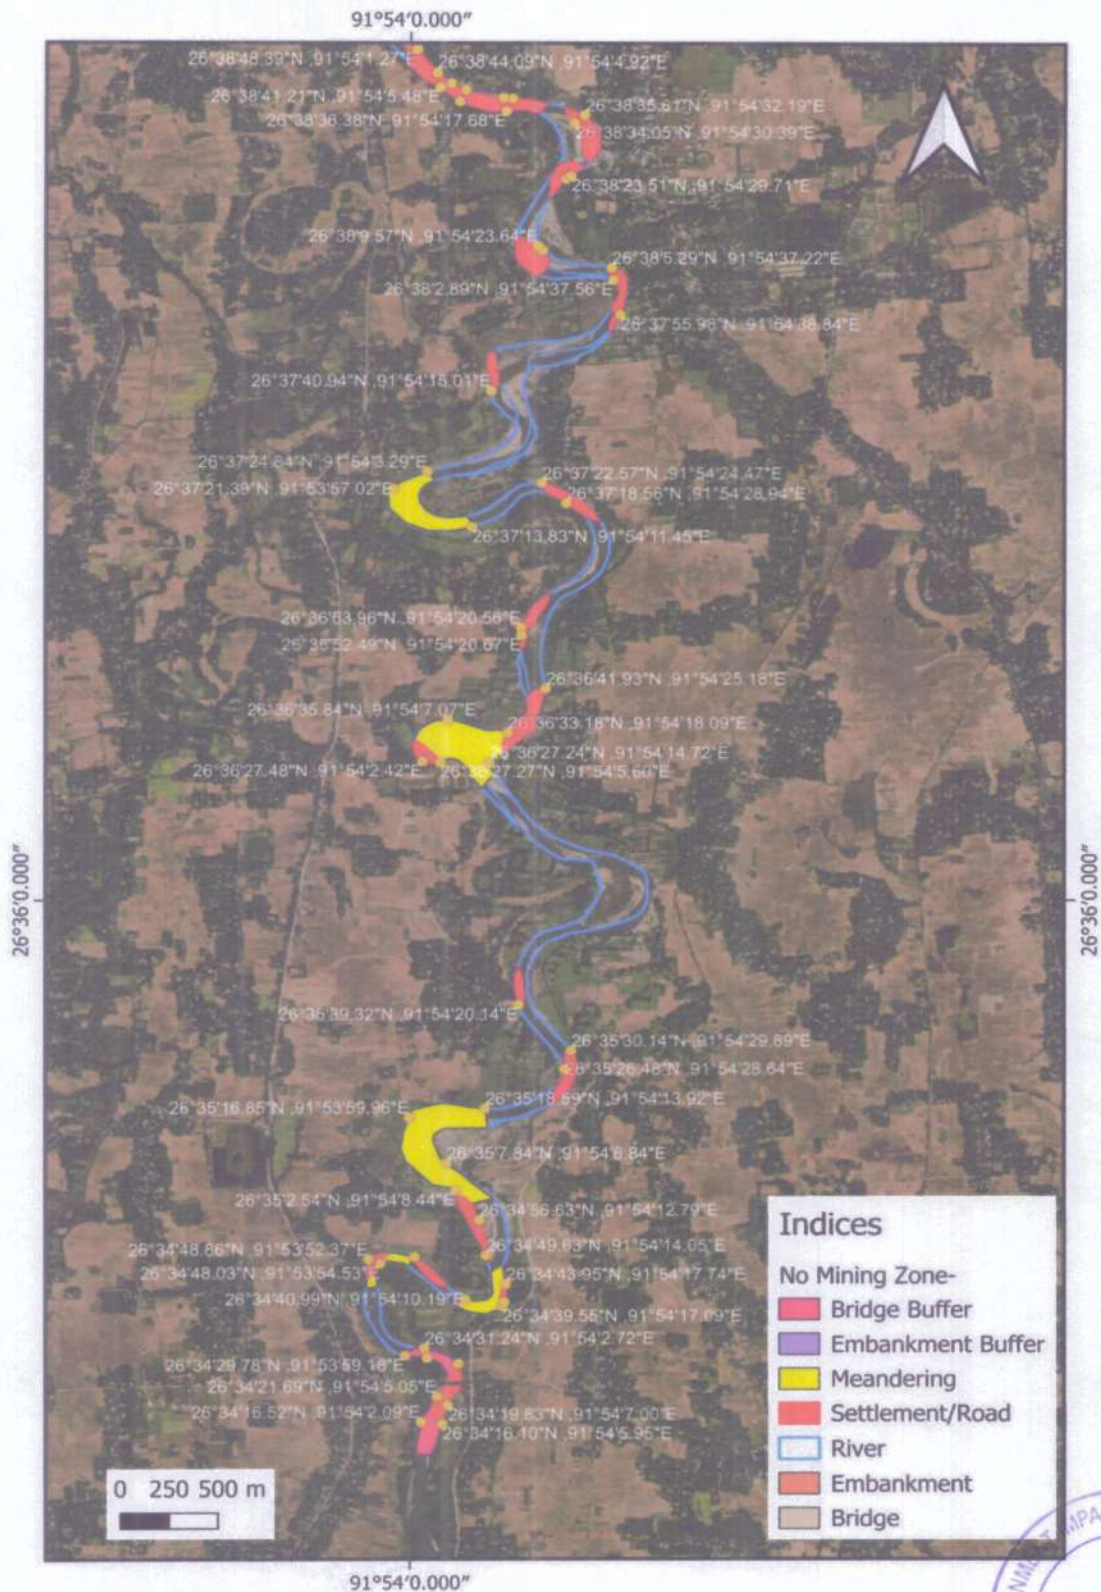 91°54'0.000"
26°38'48.39"N ,91°54'1.27"E
26°38'44.09"N ,91°54'4.92"E
26°38'41.21"N ,91°54'5.48"E
26°38'35.61"N ,91°54'32.19"E
26°38'36.38"N ,91°54'17.68"E
26°38'34.05"N ,91°54'30.39"E
26°38'23.51"N ,91°54'29.71"E
26°38'9.57"N ,91°54'23.64"E
26°38'5.29"N ,91°54'37.22"E
26°38'2.89"N ,91°54'37.56"E
26°37'55.98"N ,91°54'38.84"E
26°37'40.94"N ,91°54'15.01"E
26°37'24.84"N ,91°54'3.29"E
26°37'22.57"N ,91°54'24.47"E
26°37'21.39"N ,91°53'57.02"E
26°37'18.56"N ,91°54'28.94"E
26°37'13.83"N ,91°54'11.45"E
26°36'53.96"N ,91°54'20.56"E
91°54'20.67"E
26°36'41.93"N ,91°54'25.18"E
26°36'35.84"N ,91°54'7.07"E
26°36'33.18"N ,91°54'18.09"E
26°36'27.24"N ,91°54'14.72"E
26°36'27.48"N ,91°54'2.42"E
26°36'27.27"N ,91°54'5.60"E
26°36'0.000"
26°36'0.000"
26°35'39.32"N ,91°54'20.14"E
26°35'30.14"N ,91°54'29.89"E
26°35'26.48"N ,91°54'28.64"E
26°35'16.85"N ,91°53'59.96"E
26°35'18.59"N ,91°54'13.92"E
26°35'7.84"N ,91°54'6.84"E
26°35'2.54"N ,91°54'8.44"E
26°34'56.63"N ,91°54'12.79"E
26°34'48.86"N ,91°53'52.37"E
26°34'49.63"N ,91°54'14.05"E
26°34'48.03"N ,91°53'54.53"E
26°34'43.95"N ,91°54'17.74"E
26°34'40.99"N ,91°54'10.19"E
26°34'39.55"N ,91°54'17.09"E
26°34'31.24"N ,91°54'2.72"E
26°34'29.78"N ,91°53'59.18"E
26°34'21.69"N ,91°54'5.05"E
26°34'16.52"N ,91°54'2.09"E
26°34'19.83"N ,91°54'7.00"E
26°34'16.10"N ,91°54'5.95"E
Indices
No Mining Zone-
Bridge Buffer
Embankment Buffer
Meandering
Settlement/Road
River
Embankment
Bridge
0 250 500 m
91°54'0.000"